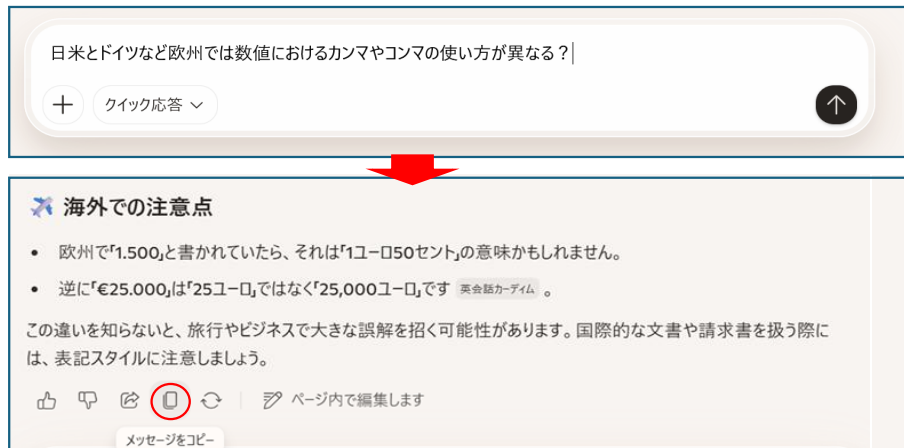 日米とドイツなど欧州では数値におけるカンマやコンマの使い方が異なる？
クイック応答
海外での注意点
• 欧州で「1.500」と書かれていたら、それは「1ユーロ50セント」の意味かもしれません。
• 逆に「€25.000」は「25ユーロ」ではなく「25,000ユーロ」です 英会話カーディム 。
この違いを知らないと、旅行やビジネスで大きな誤解を招く可能性があります。国際的な文書や請求書を扱う際に
は、表記スタイルに注意しましょう。
ページ内で編集します
メッセージをコピー